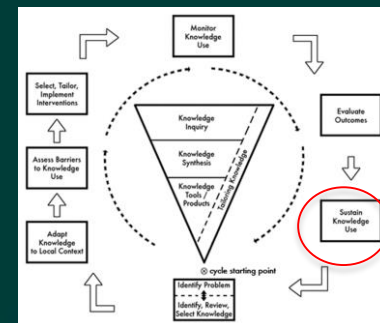 Monitor
Knowledge
Use
Select, Tailor,
Implement
Interventions
Evaluate
Outcomes
Assess Barriers
to Knowledge
Use
Sustain
Knowledge
Use
Adapt
Knowledge
to Local Context
Knowledge
Inquiry
Knowledge
Synthesis
Knowledge
Tools
Products
Tailoring Knowledge
cycle starting point
Identify Problem
Identify, Review,
Select Knowledge